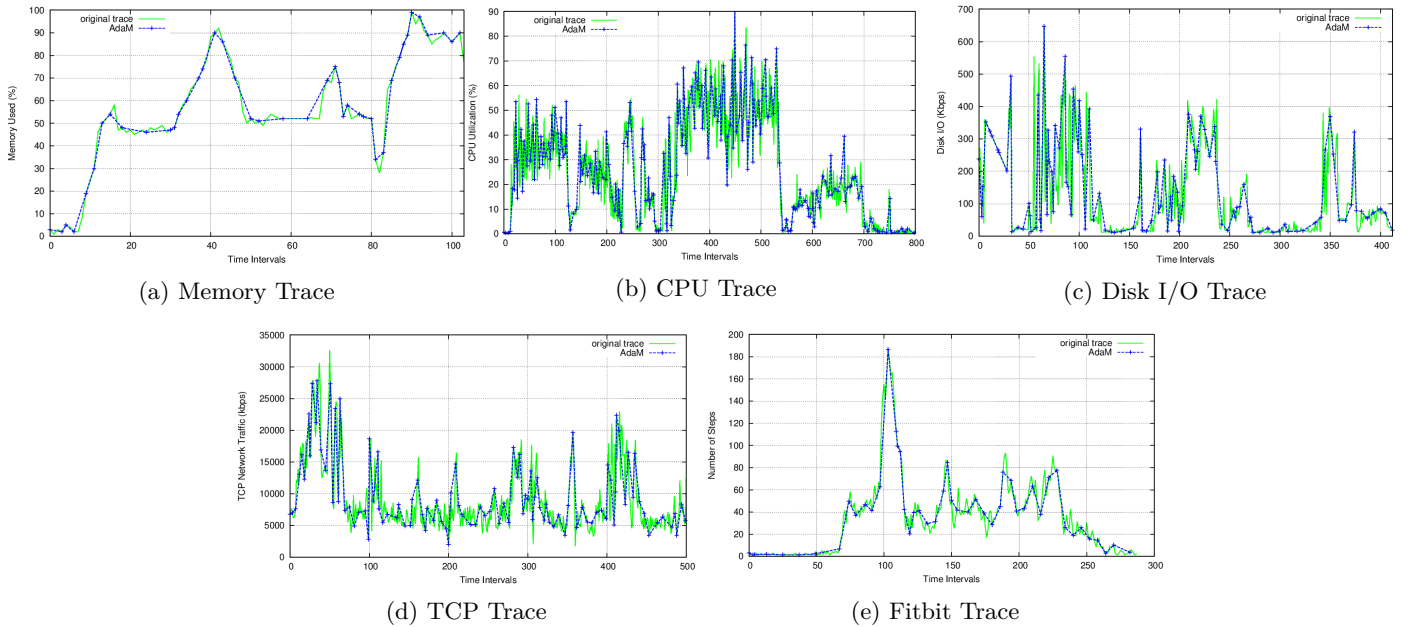 original trace
AdaM
Memory Used (%)
100
90
80
70
60
50
40
30
20
10
0
0 20 40 60 80 100
Time Intervals
(a) Memory Trace
original trace
AdaM
CPU Utilization (%)
90
80
70
60
50
40
30
20
10
0
0 100 200 300 400 500 600 700 800
Time Intervals
(b) CPU Trace
original trace
AdaM
Disk I/O (Kbps)
700
600
500
400
300
200
100
0
0 50 100 150 200 250 300 350 400
Time Intervals
(c) Disk I/O Trace
original trace
AdaM
TCP Network Traffic (kbps)
35000
30000
25000
20000
15000
10000
5000
0
0 100 200 300 400 500
Time Intervals
(d) TCP Trace
original trace
AdaM
Number of Steps
200
180
160
140
120
100
80
60
40
20
0
0 50 100 150 200 250 300
Time Intervals
(e) Fitbit Trace